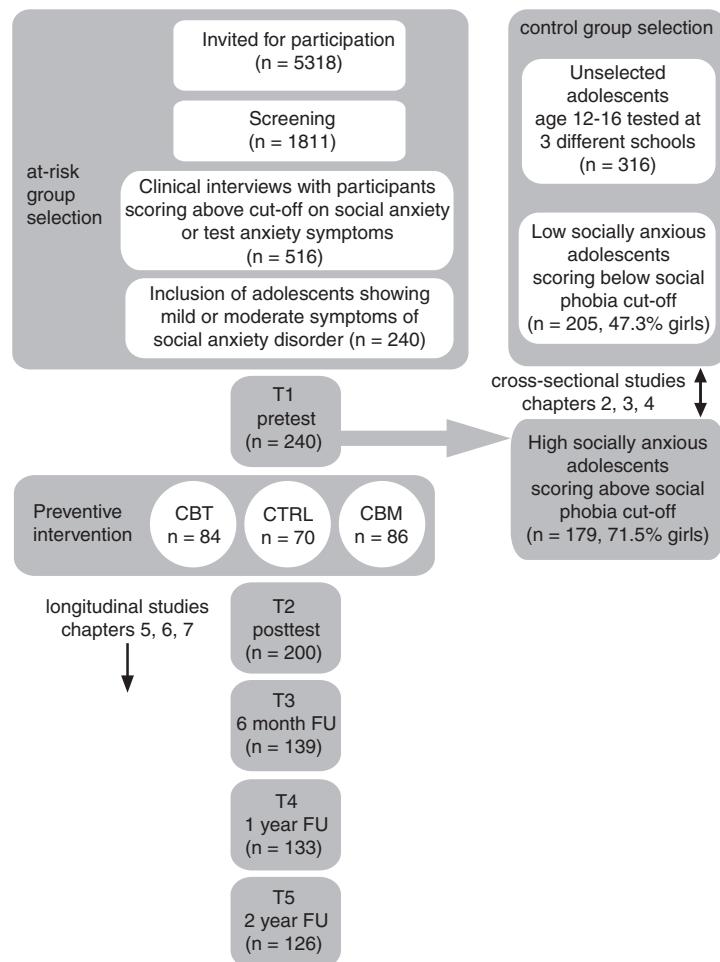 at-risk
group
selection
Invited for participation
(n = 5318)
Screening
(n = 1811)
Clinical interviews with participants
scoring above cut-off on social anxiety
or test anxiety symptoms
(n = 516)
Inclusion of adolescents showing
mild or moderate symptoms of
social anxiety disorder (n = 240)
control group selection
Unselected
adolescents
age 12-16 tested at
3 different schools
(n = 316)
Low socially anxious
adolescents
scoring below social
phobia cut-off
(n = 205, 47.3% girls)
cross-sectional studies
chapters 2, 3, 4
T1
pretest
(n = 240)
High socially anxious
adolescents
scoring above social
phobia cut-off
(n = 179, 71.5% girls)
Preventive
intervention
CBT
n = 84
CTRL
n = 70
CBM
n = 86
longitudinal studies
chapters 5, 6, 7
T2
posttest
(n = 200)
T3
6 month FU
(n = 139)
T4
1 year FU
(n = 133)
T5
2 year FU
(n = 126)